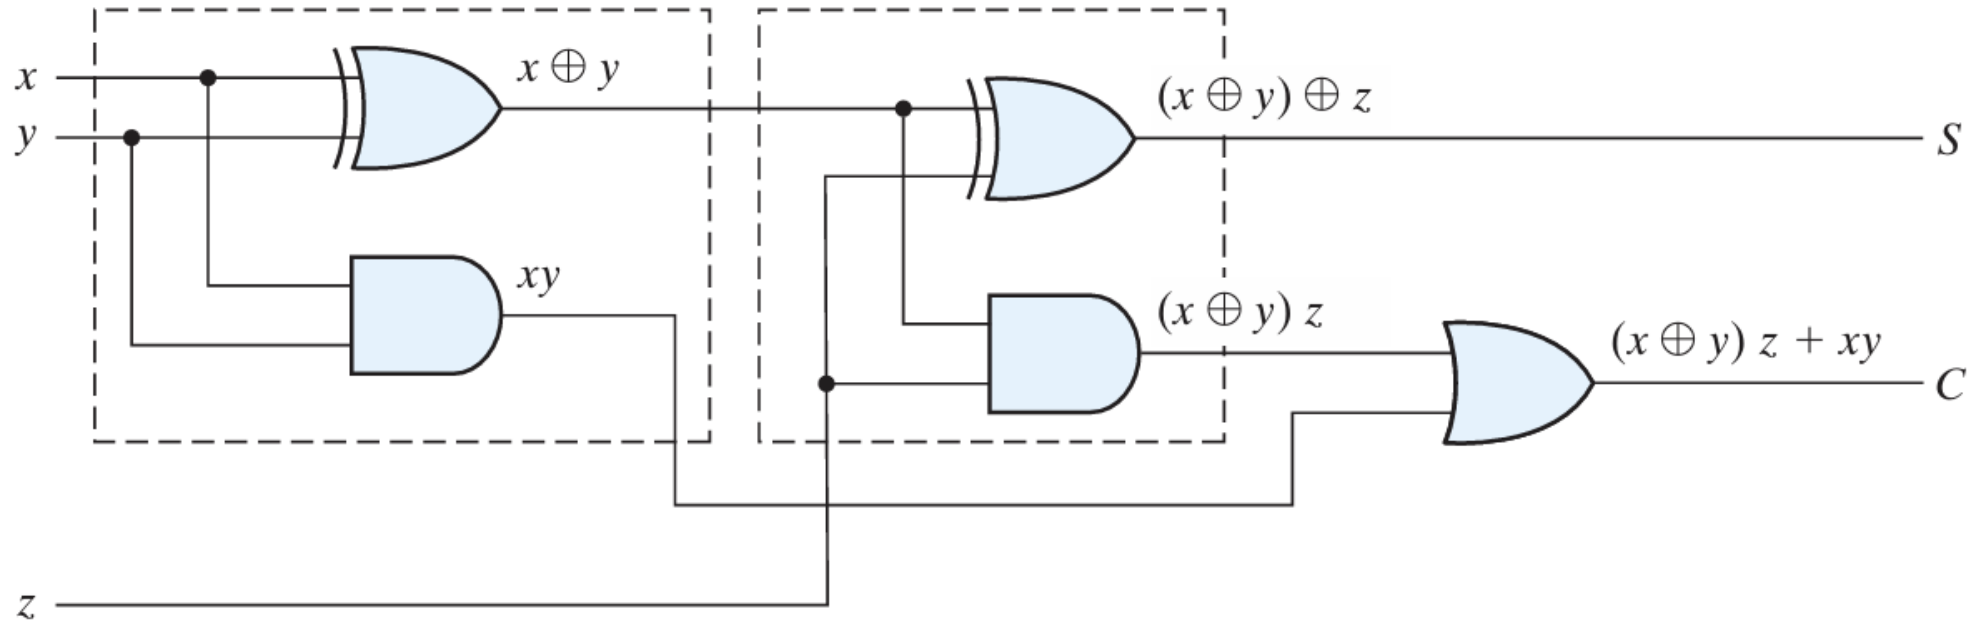 x
y
x ⊕ y
xy
(x ⊕ y) ⊕ z
S
(x ⊕ y) z
(x ⊕ y) z + xy
C
z